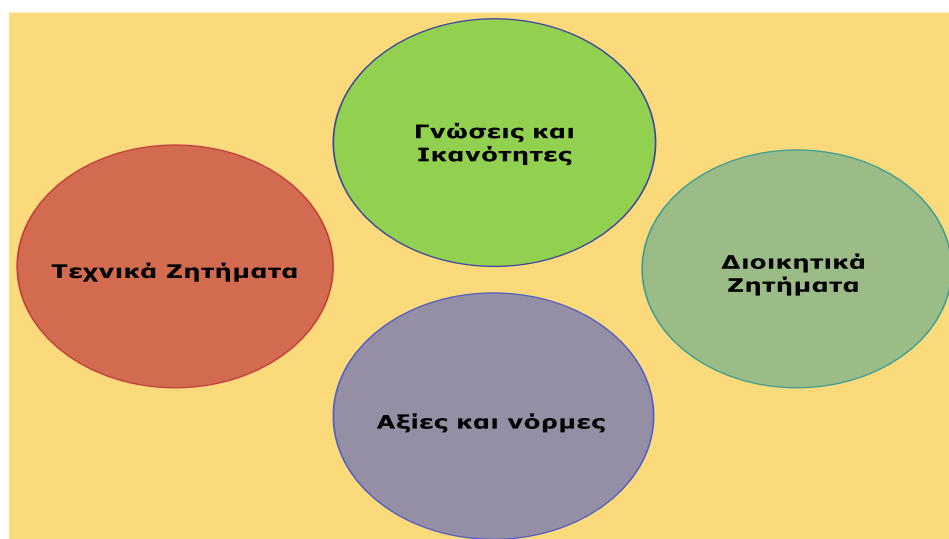 Γνώσεις και
Ικανότητες
Τεχνικά Ζητήματα
Διοικητικά
Ζητήματα
Αξίες και νόρμες